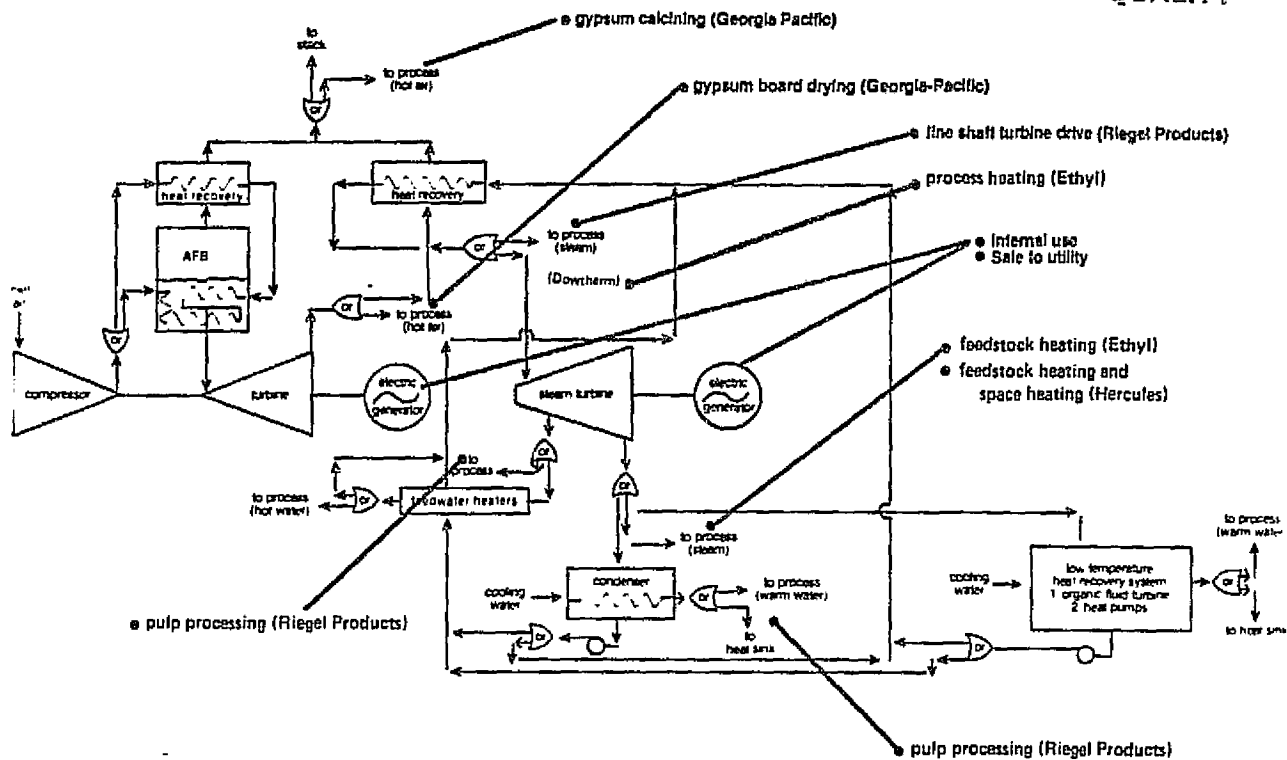 gypsum calcining (Georgia Pacific)
to
stack
to process
(hot air)
or
gypsum board drying (Georgia-Pacific)
line shaft turbine drive (Riegel Products)
process heating (Ethyl)
heat recovery
heat recovery
or
to process
(steam)
Internal use
Sale to utility
AFB
(Dowtherm)
or
or
to process
(hot air)
air
feedstock heating (Ethyl)
feedstock heating and
space heating (Hercules)
compressor
turbine
electric
generator
steam turbine
electric
generator
or
to
process
or
to process
(hot water)
or
feedwater heaters
to process
(steam)
to process
(warm water)
low temperature
heat recovery system
1 organic fluid turbine
2 heat pumps
cooling
water
or
condenser
cooling
water
or
to process
(warm water)
to heat sink
pulp processing (Riegel Products)
or
to
heat sink
or
pulp processing (Riegel Products)